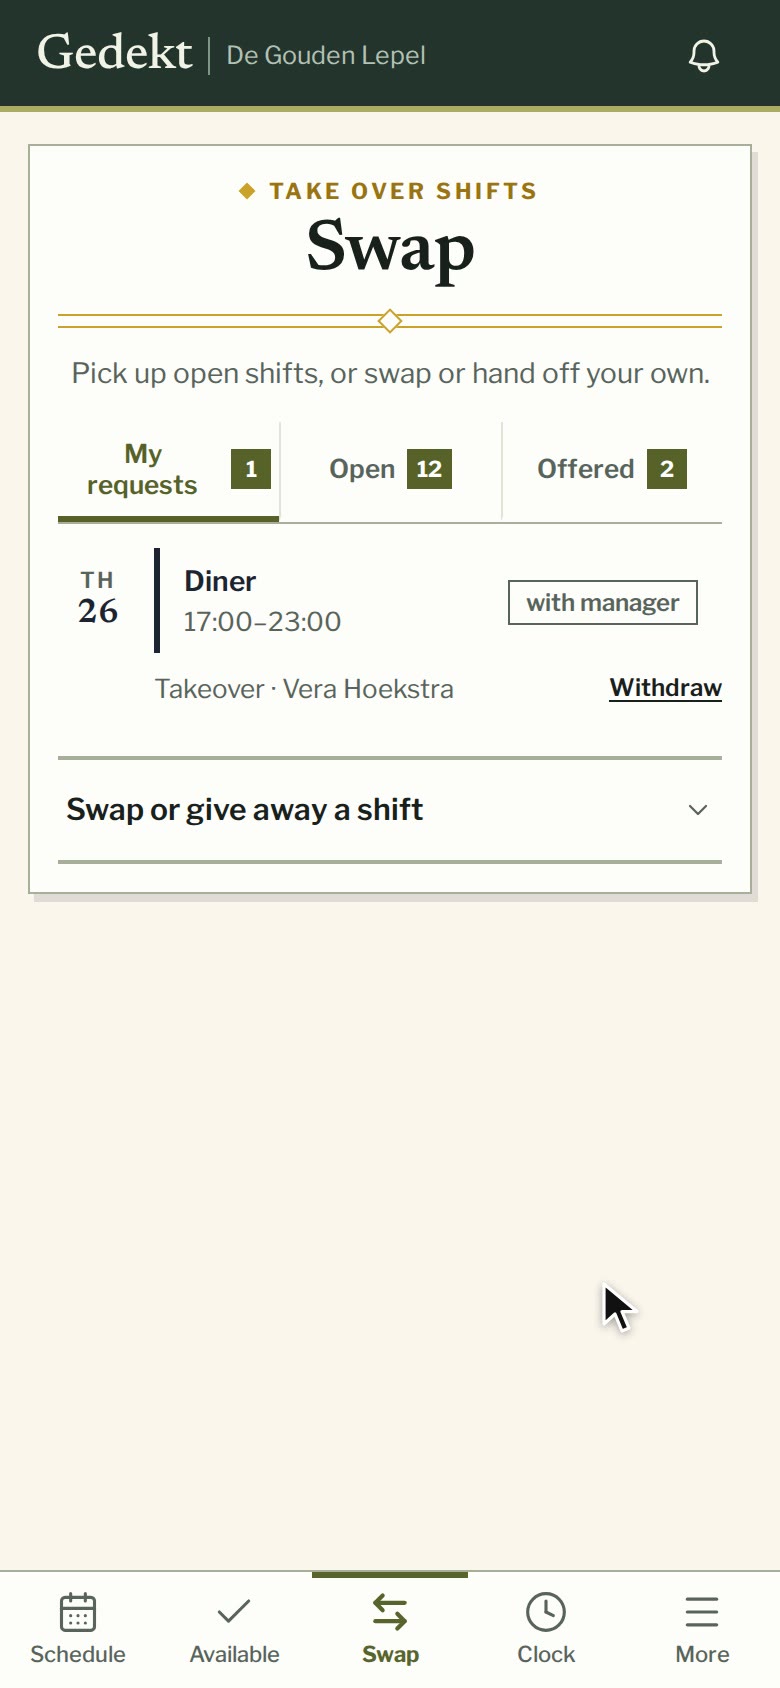 Gedekt
De Gouden Lepel
TAKE OVER SHIFTS
Swap
Pick up open shifts, or swap or hand off your own.
My requests 1
Open 12
Offered 2
TH
26
Diner
17:00–23:00
with manager
Takeover · Vera Hoekstra
Withdraw
Swap or give away a shift
Schedule
Available
Swap
Clock
More